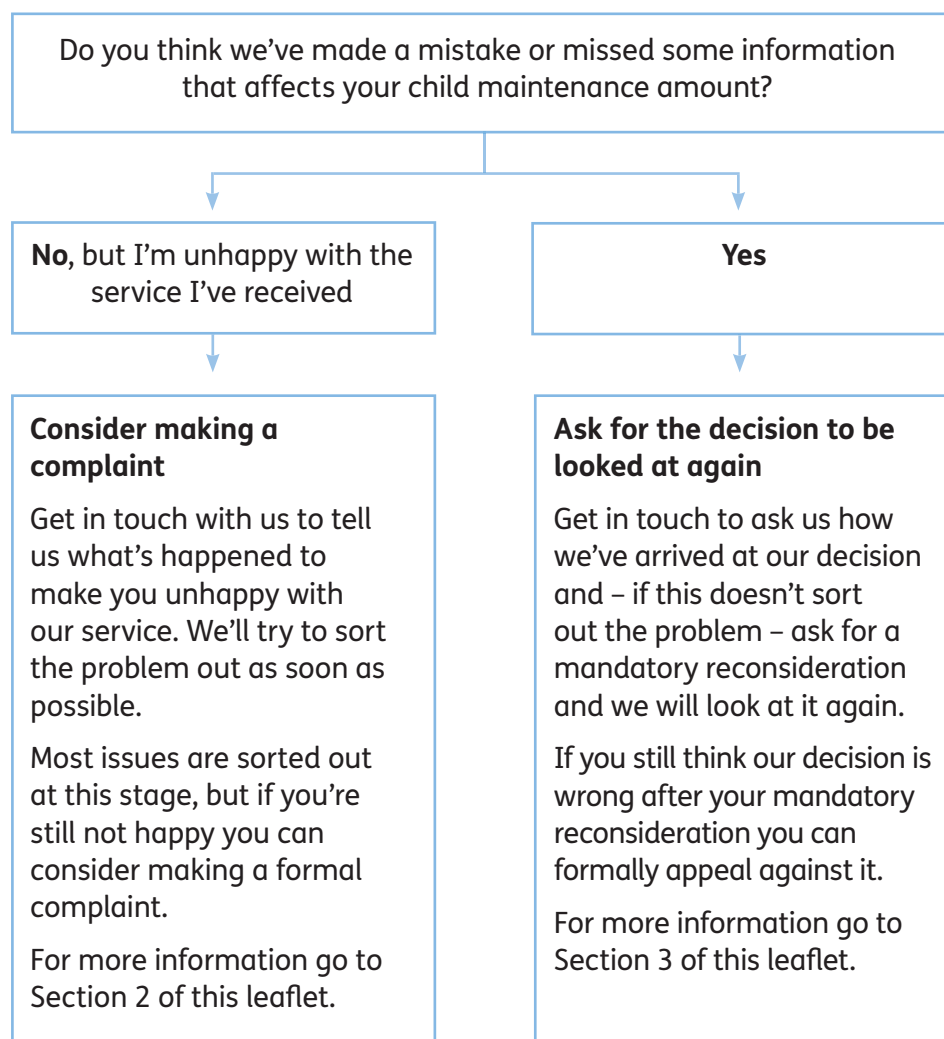 Do you think we've made a mistake or missed some information
that affects your child maintenance amount?
No, but I'm unhappy with the
service I've received
Yes
Consider making a
complaint
Get in touch with us to tell
us what's happened to
make you unhappy with
our service. We'll try to sort
the problem out as soon as
possible.
Most issues are sorted out
at this stage, but if you're
still not happy you can
consider making a formal
complaint.
For more information go to
Section 2 of this leaflet.
Ask for the decision to be
looked at again
Get in touch to ask us how
we've arrived at our decision
and – if this doesn't sort
out the problem – ask for a
mandatory reconsideration
and we will look at it again.
If you still think our decision is
wrong after your mandatory
reconsideration you can
formally appeal against it.
For more information go to
Section 3 of this leaflet.